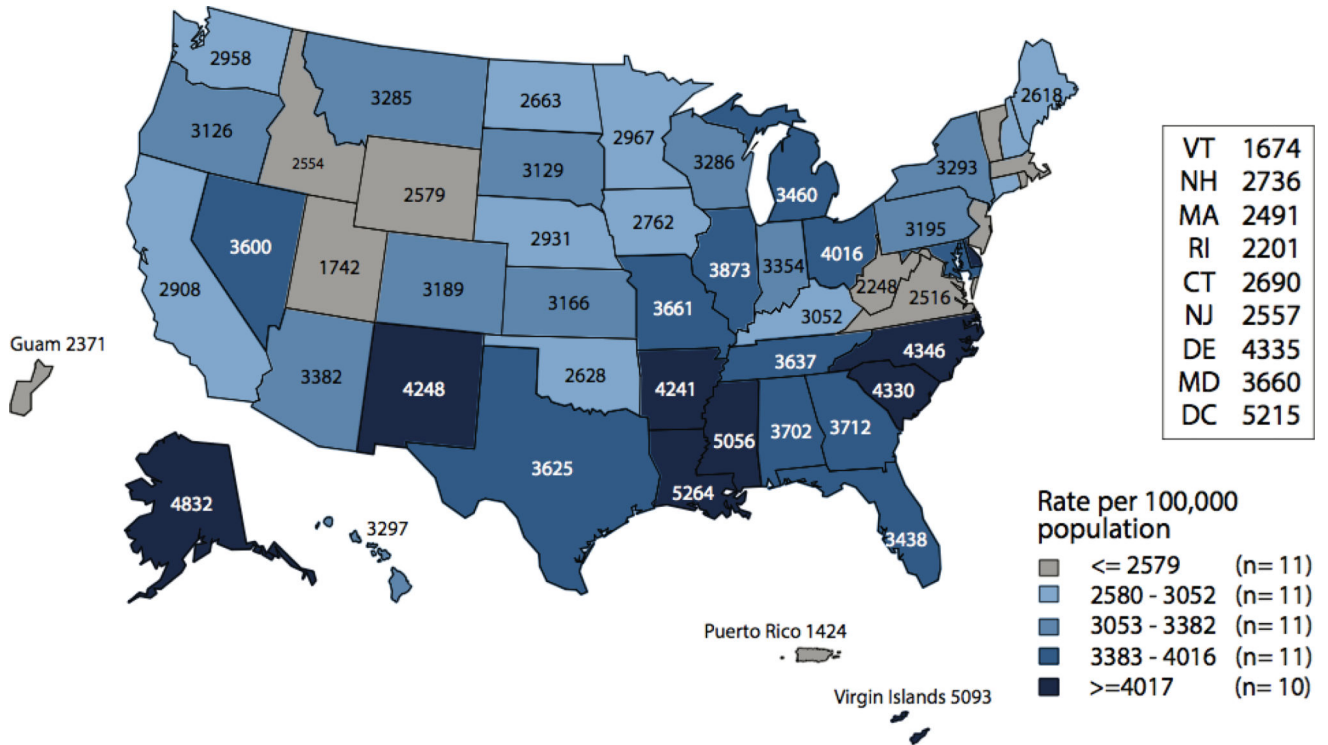 2958
3285
2663
2967
2618
3126
2554
2579
3129
3286
3460
3293
3600
1742
2931
2762
3195
2908
3189
3166
3873
3354
4016
2248
2516
3661
3052
3637
4346
3382
4248
2628
4241
4330
5056
3702
3712
3625
5264
3438
Guam 2371
4832
3297
Puerto Rico 1424
Virgin Islands 5093
VT 1674
NH 2736
MA 2491
RI 2201
CT 2690
NJ 2557
DE 4335
MD 3660
DC 5215
Rate per 100,000
population
<= 2579 (n= 11)
2580 - 3052 (n= 11)
3053 - 3382 (n= 11)
3383 - 4016 (n= 11)
>=4017 (n= 10)